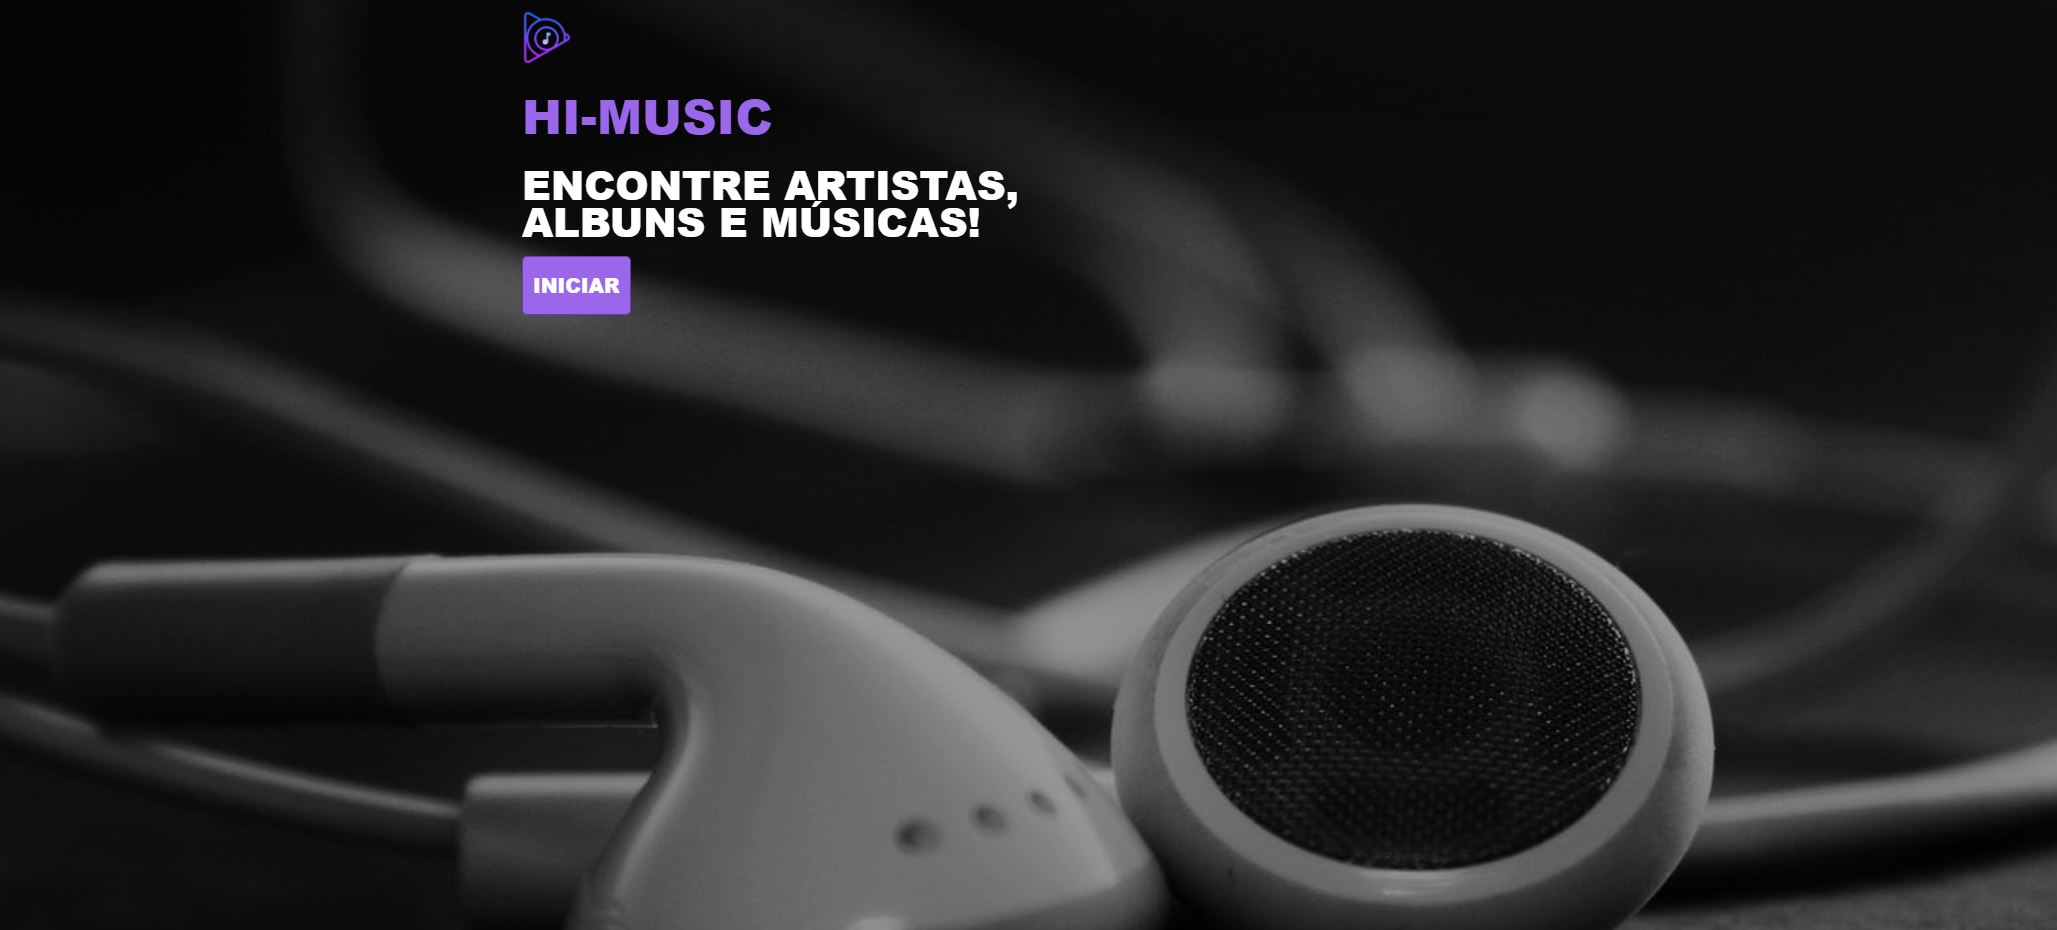 HI-MUSIC
ENCONTRE ARTISTAS,
ALBUNS E MÚSICAS!
INICIAR